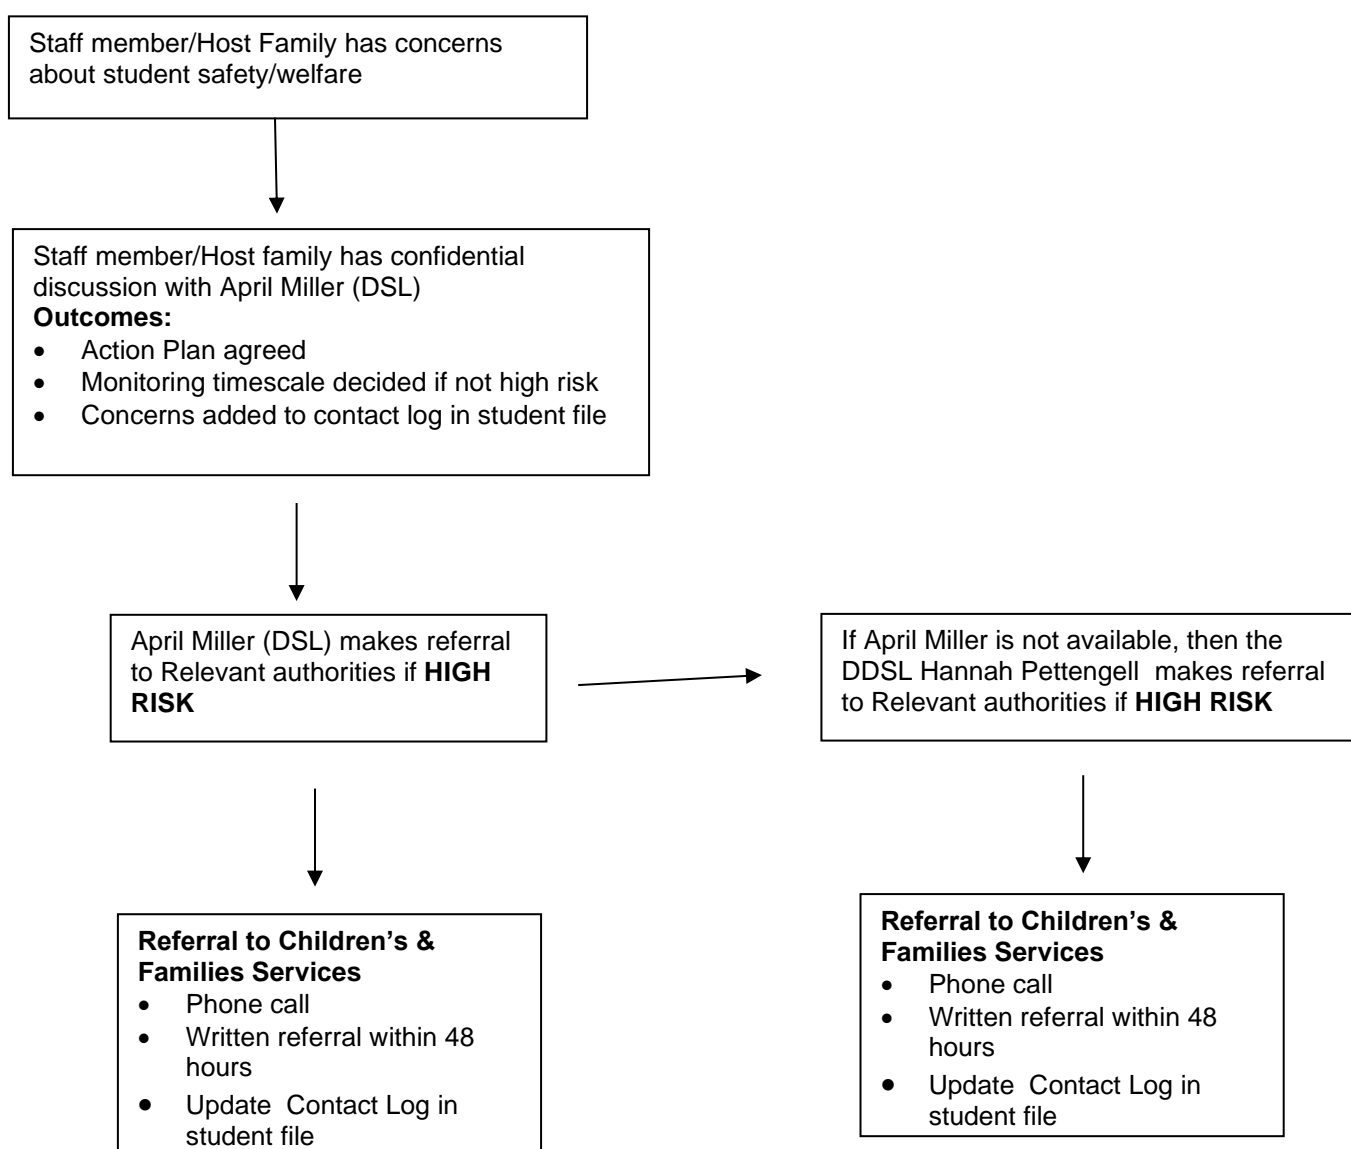 Staff member/Host Family has concerns
about student safety/welfare
Staff member/Host family has confidential
discussion with April Miller (DSL)
Outcomes:
• Action Plan agreed
• Monitoring timescale decided if not high risk
• Concerns added to contact log in student file
April Miller (DSL) makes referral
to Relevant authorities if HIGH
RISK
If April Miller is not available, then the
DDSL Hannah Pettengell  makes referral
to Relevant authorities if HIGH RISK
Referral to Children’s &
Families Services
• Phone call
• Written referral within 48
hours
• Update  Contact Log in
student file
Referral to Children’s &
Families Services
• Phone call
• Written referral within 48
hours
• Update  Contact Log in
student file